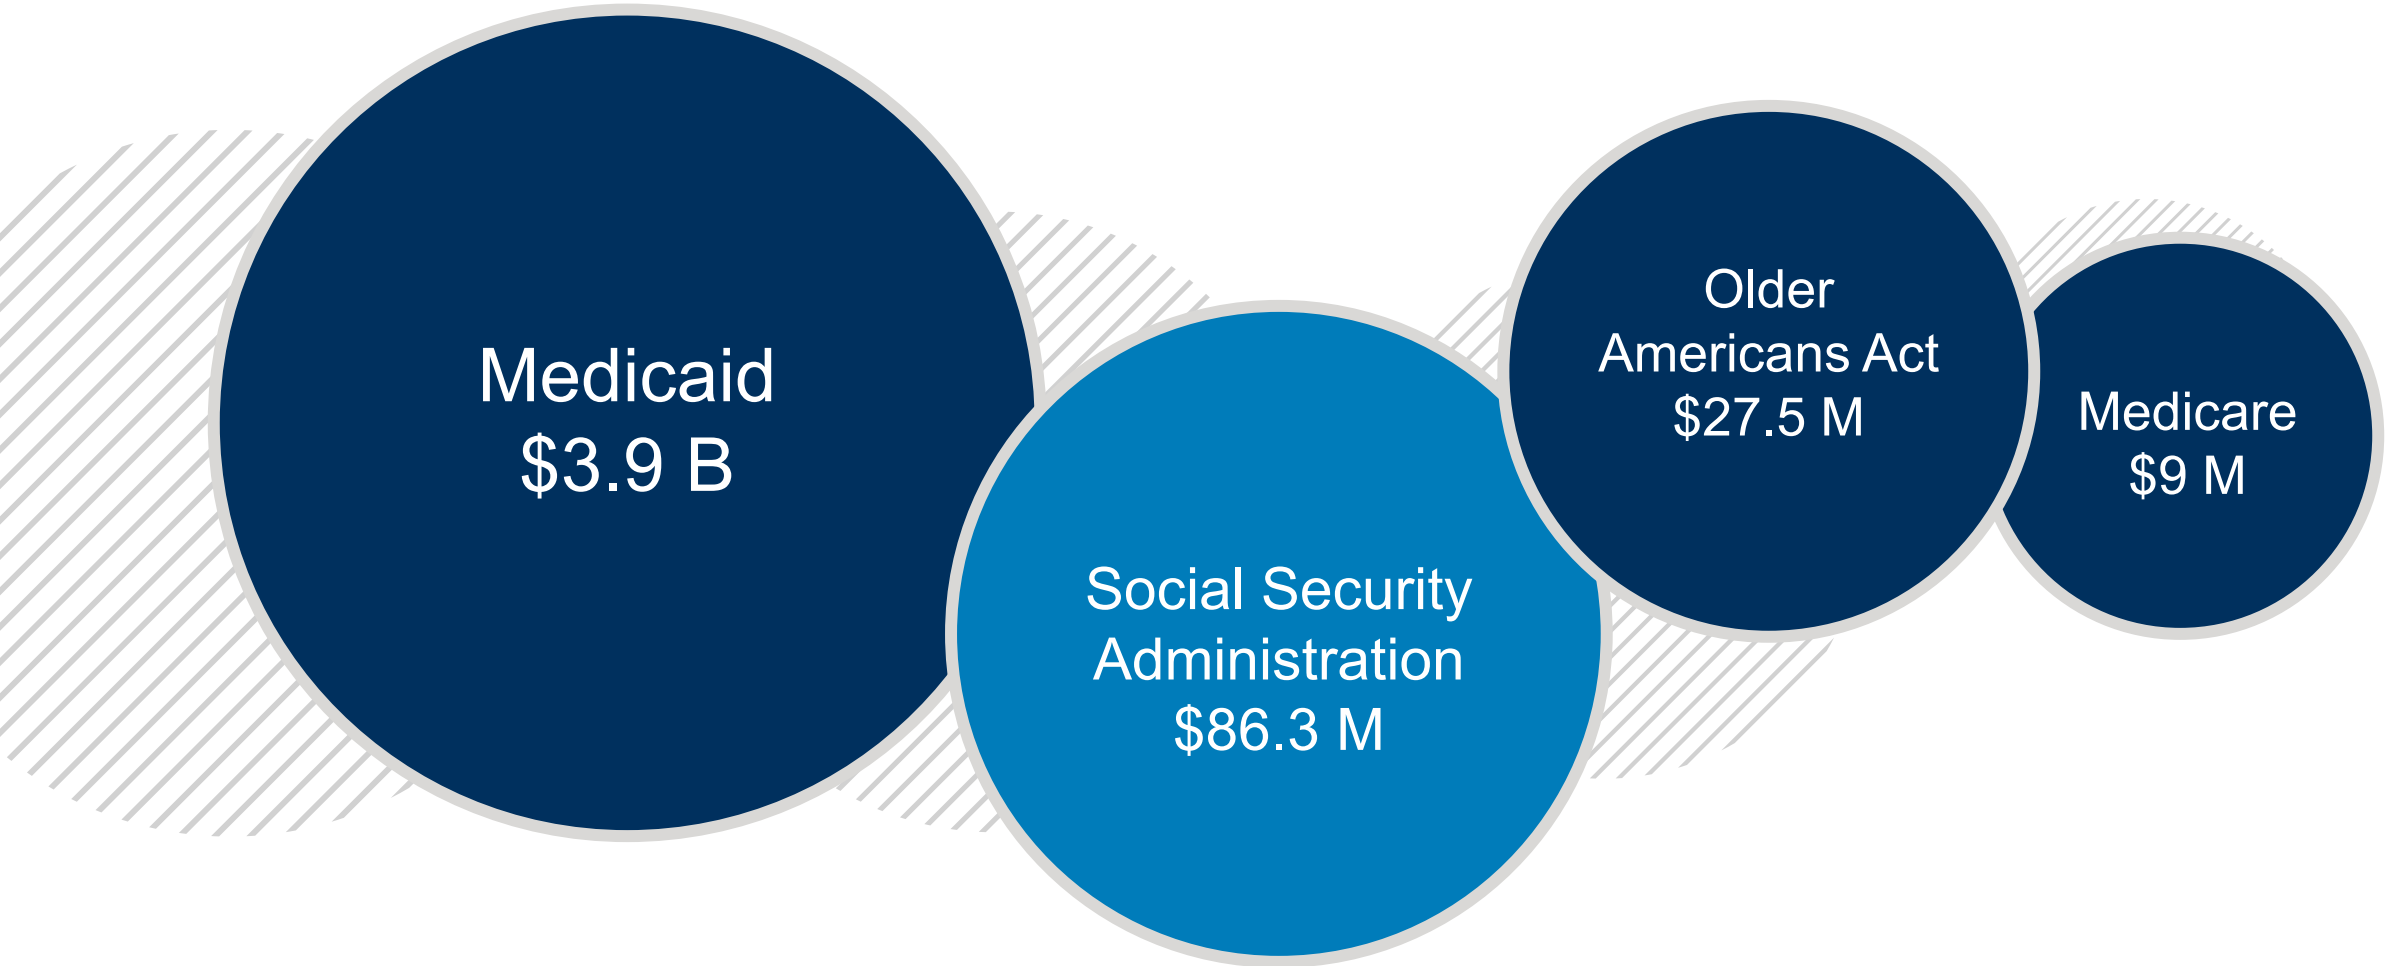 Medicaid
$3.9 B
Social Security
Administration
$86.3 M
Older
Americans Act
$27.5 M
Medicare
$9 M